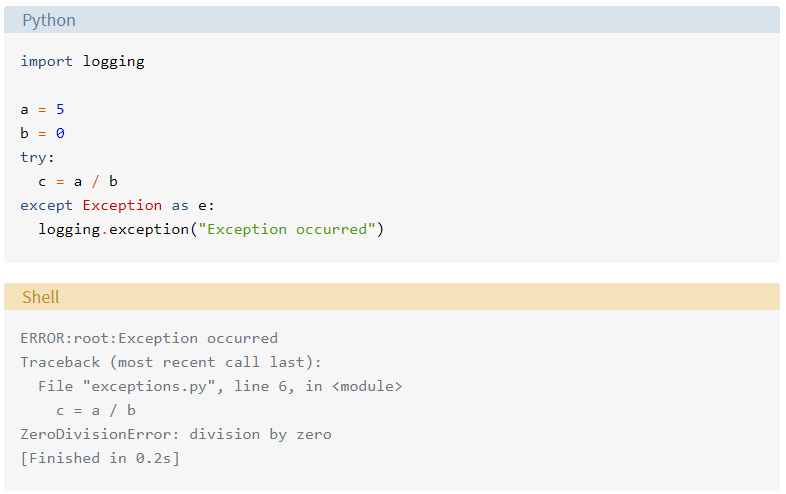 Python
import logging
a = 5
b = 0
try:
  c = a / b
except Exception as e:
  logging.exception("Exception occurred")
Shell
ERROR:root:Exception occurred
Traceback (most recent call last):
  File "exceptions.py", line 6, in <module>
    c = a / b
ZeroDivisionError: division by zero
[Finished in 0.2s]